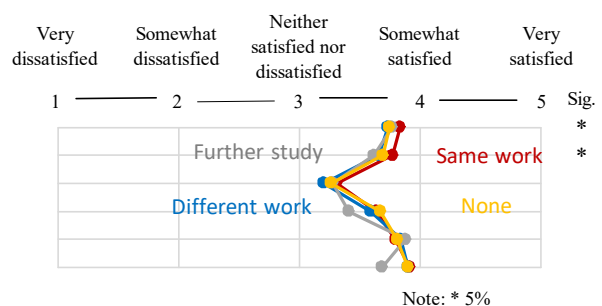 Very dissatisfied
Somewhat dissatisfied
Neither satisfied nor dissatisfied
Somewhat satisfied
Very satisfied
1 2 3 4 5 Sig.
*
Further study Same work *
Different work None
Note: * 5%